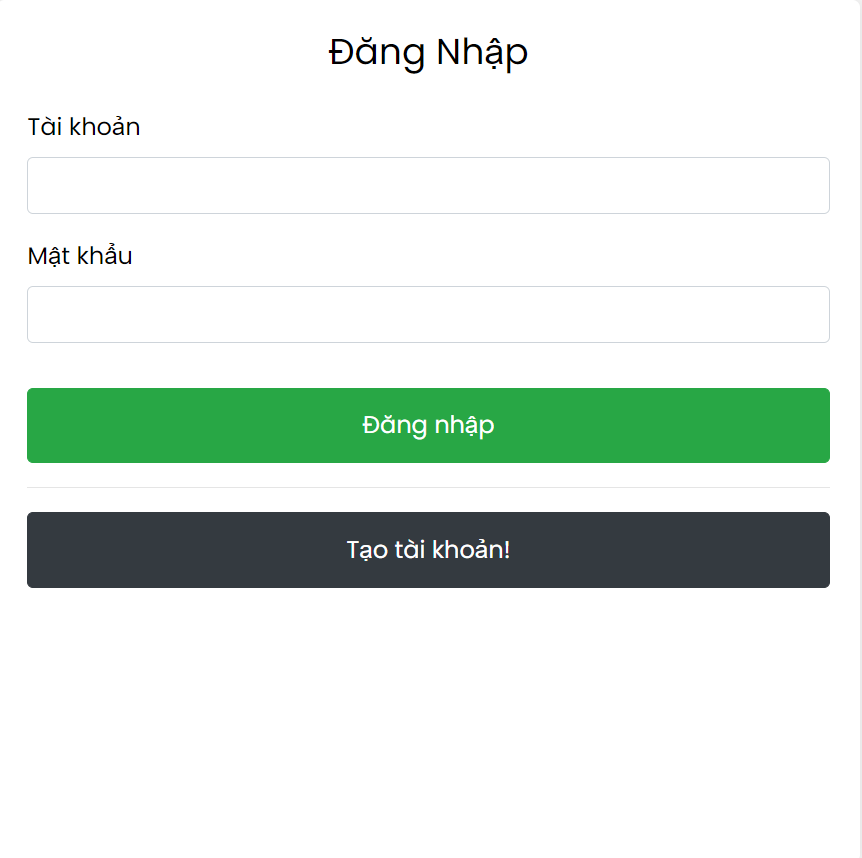 Đăng Nhập
Tài khoản
Mật khẩu
Đăng nhập
Tạo tài khoản!